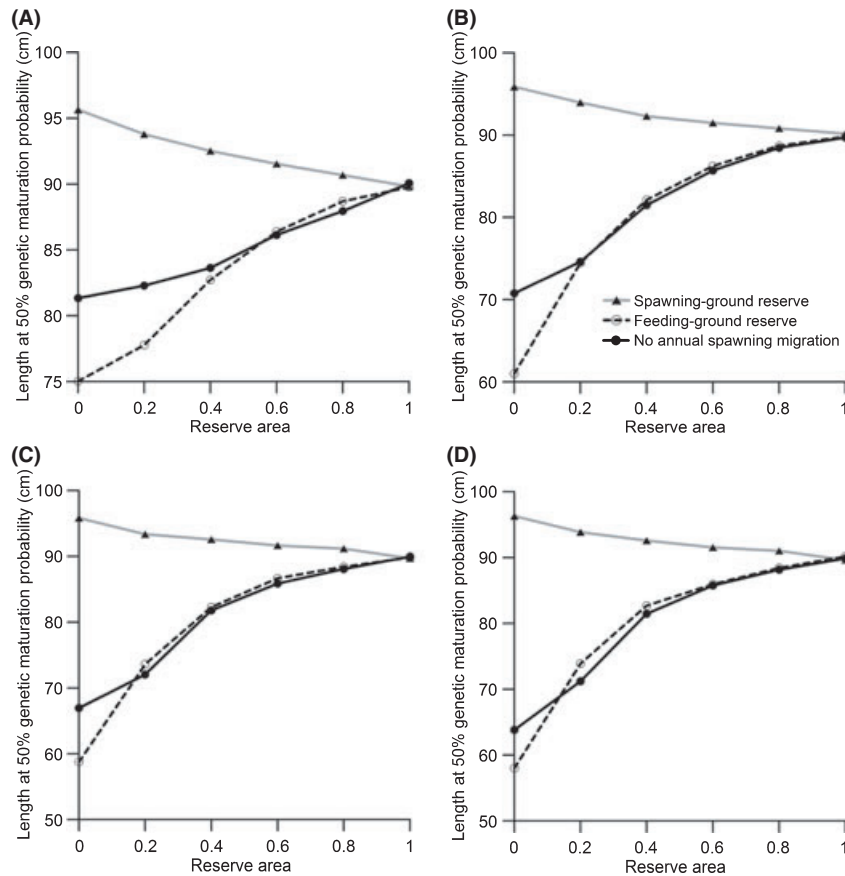 (A)
Length at 50% genetic maturation probability (cm)
100
95
90
85
80
75
0 0.2 0.4 0.6 0.8 1
Reserve area
(B)
Length at 50% genetic maturation probability (cm)
100
90
80
70
60
0 0.2 0.4 0.6 0.8 1
Reserve area
Spawning-ground reserve
Feeding-ground reserve
No annual spawning migration
(C)
Length at 50% genetic maturation probability (cm)
100
90
80
70
60
50
0 0.2 0.4 0.6 0.8 1
Reserve area
(D)
Length at 50% genetic maturation probability (cm)
100
90
80
70
60
50
0 0.2 0.4 0.6 0.8 1
Reserve area